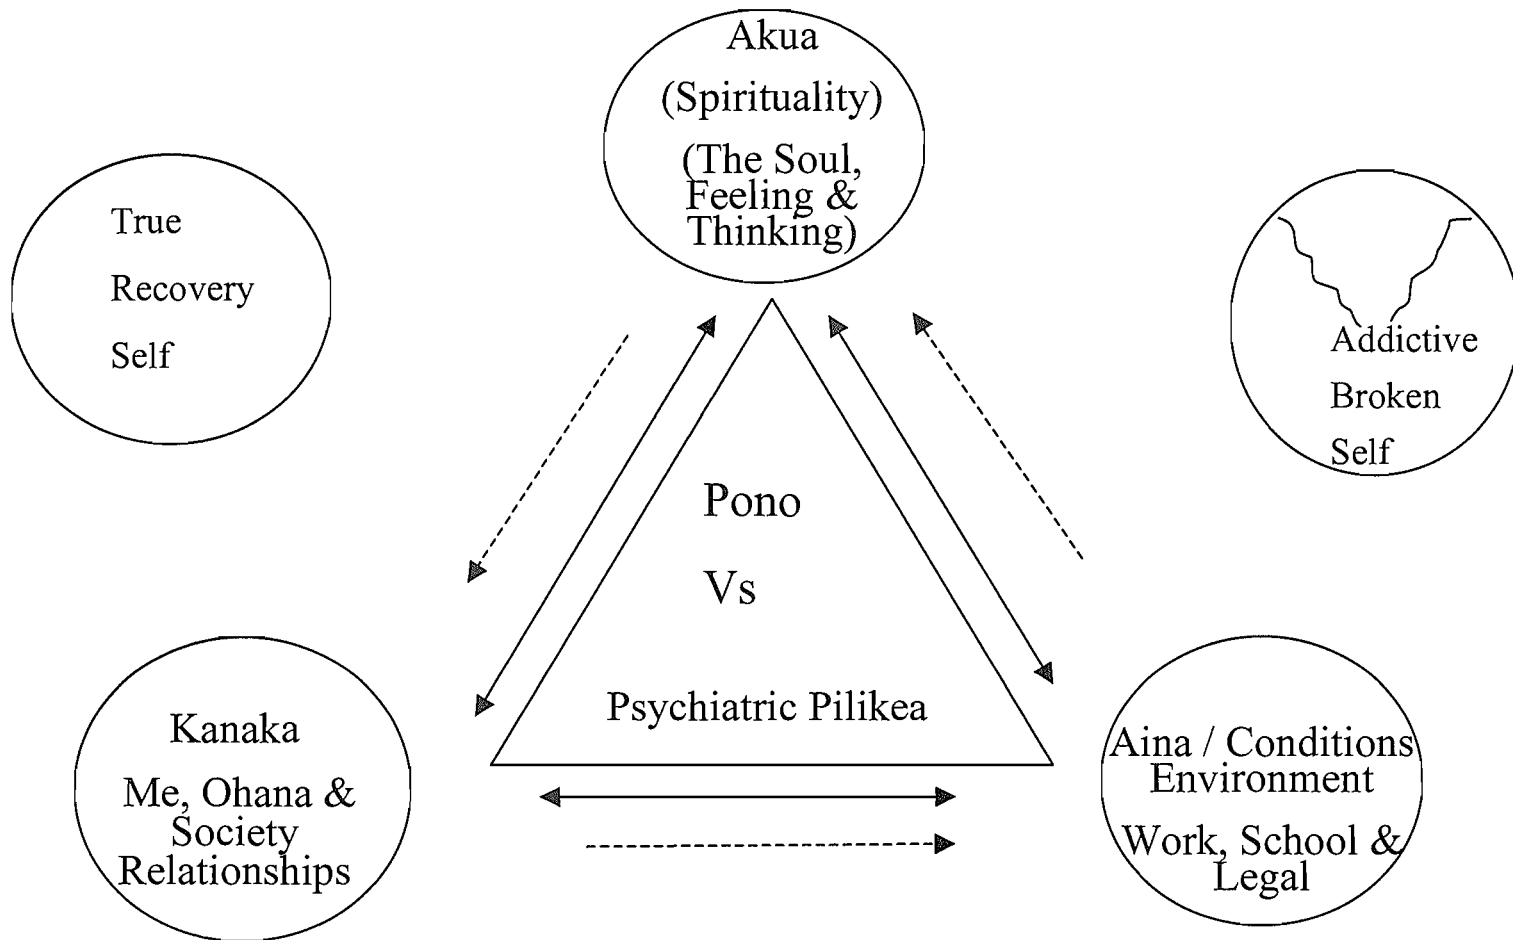 Akua
(Spirituality)
(The Soul,
Feeling &
Thinking)
True
Recovery
Self
Addictive
Broken
Self
Pono
Vs
Psychiatric Pilikea
Kanaka
Me, Ohana &
Society
Relationships
Aina / Conditions
Environment
Work, School &
Legal